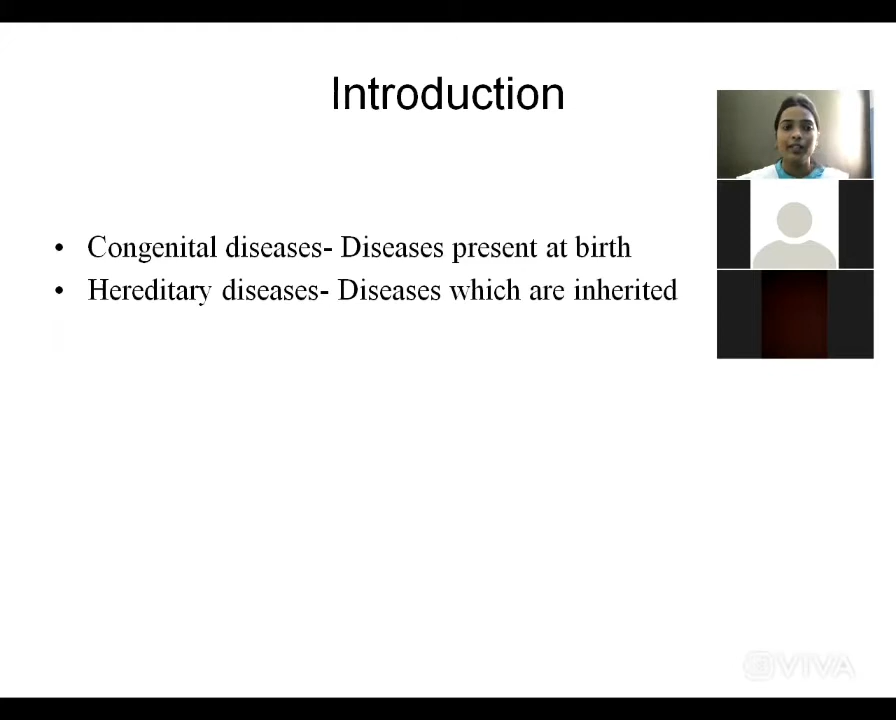 Introduction
• Congenital diseases- Diseases present at birth
• Hereditary diseases- Diseases which are inherited
VIVA